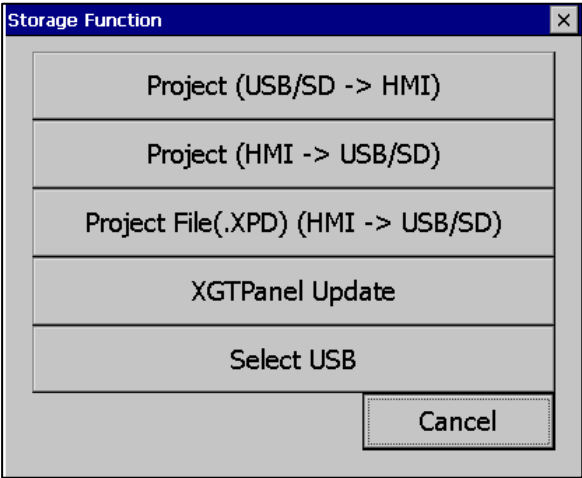 Storage Function
Project (USB/SD -> HMI)
Project (HMI -> USB/SD)
Project File(.XPD) (HMI -> USB/SD)
XGTPanel Update
Select USB
Cancel